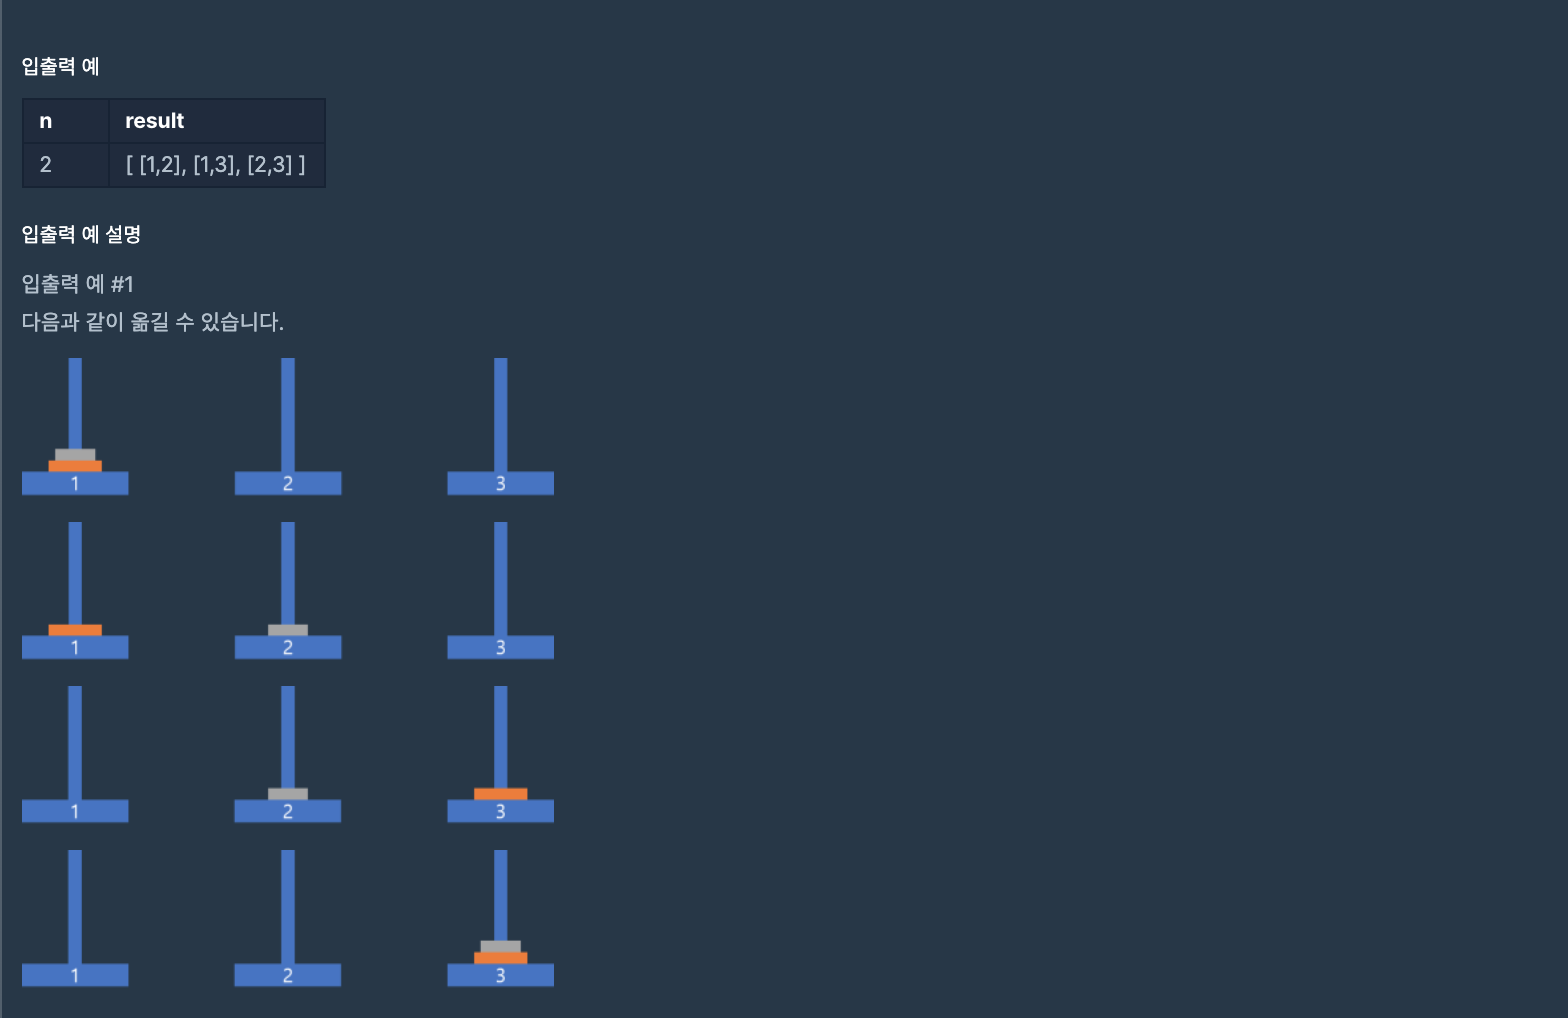 입출력 예
n result
2 [ [1,2], [1,3], [2,3] ]
입출력 예 설명
입출력 예 #1
다음과 같이 옮길 수 있습니다.
1 2 3
1 2 3
1 2 3
1 2 3